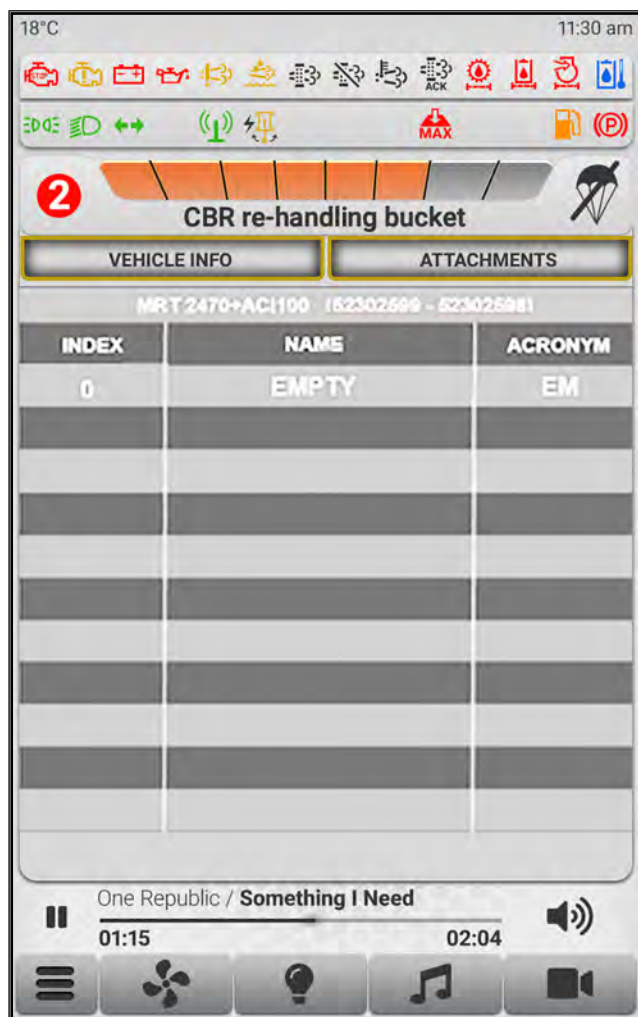 18°C 11:30 am
STOP
ACK
MAX
P
2
CBR re-handling bucket
VEHICLE INFO ATTACHMENTS
MRT 2470+ACI100 (52302599 - 52302598)
INDEX NAME ACRONYM
0 EMPTY EM
One Republic / Something I Need
01:15 02:04